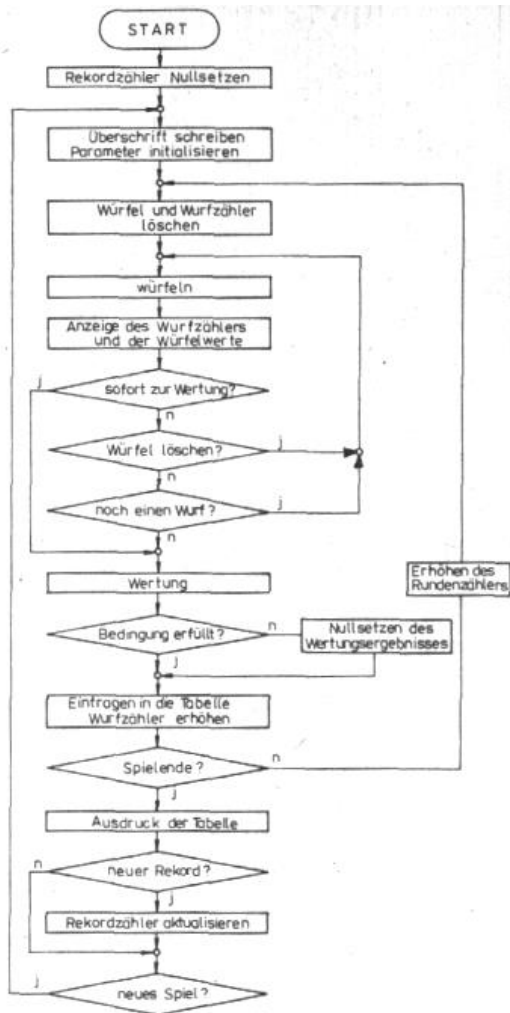 START
Rekordzähler Nullsetzen
Überschrift schreiben
Parameter initialisieren
Würfel und Wurfzähler
löschen
würfeln
Anzeige des Wurfzählers
und der Würfelwerte
j
sofort zur Wertung?
n
Würfel löschen?
j
n
noch einen Wurf?
j
n
Wertung
Erhöhen des
Rundenzählers
Bedingung erfüllt?
n
Nullsetzen des
Wertungsergebnisses
j
Eintragen in die Tabelle
Wurfzähler erhöhen
Spielende?
n
j
Ausdruck der Tabelle
n
neuer Rekord?
j
Rekordzähler aktualisieren
j
neues Spiel?